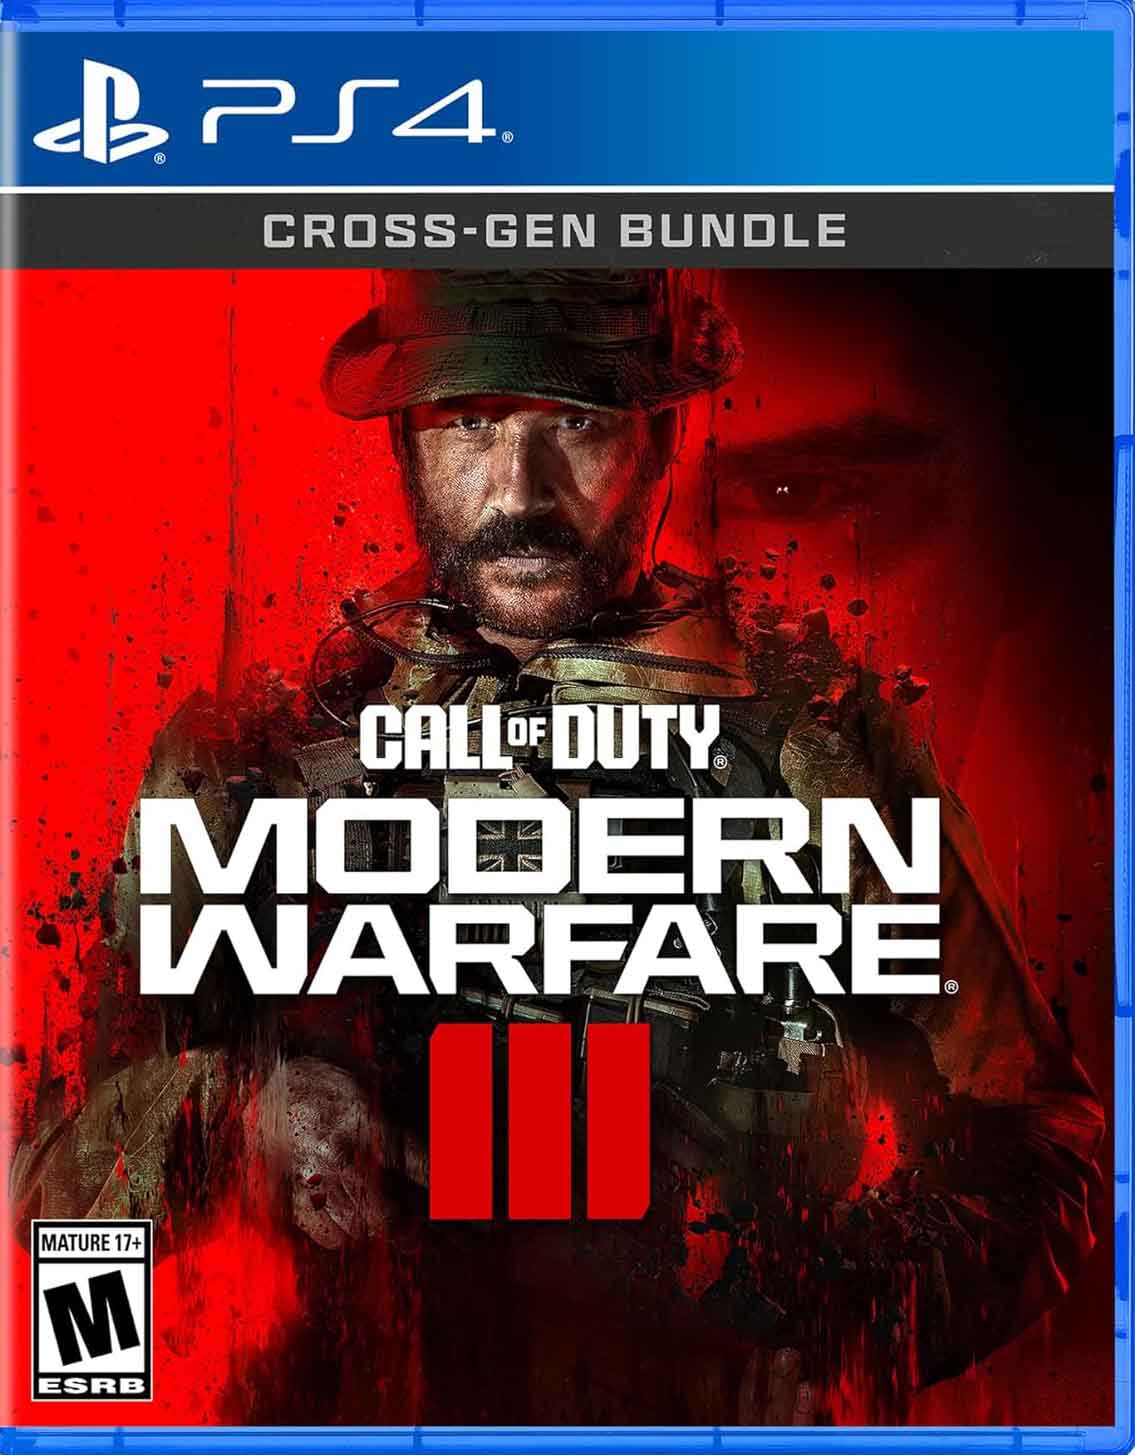 PS4®
CROSS-GEN BUNDLE
CALL OF DUTY®
MODERN
WARFARE®
III
MATURE 17+
M
ESRB